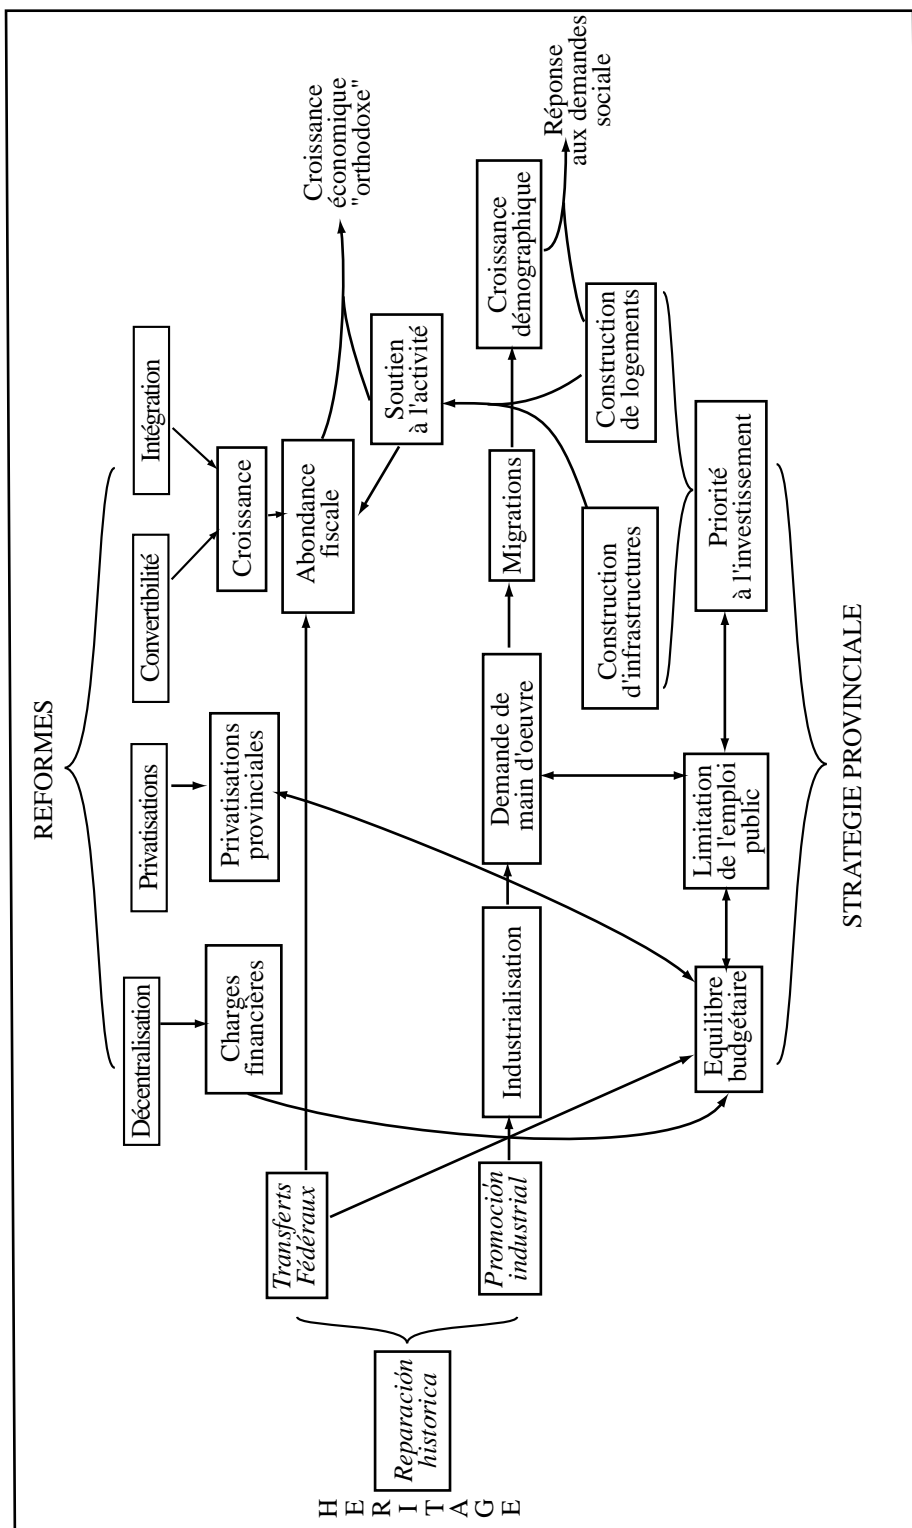 REFORMES
Décentralisation
Privatisations
Convertibilité
Intégration
Charges
financières
Privatisations
provinciales
Croissance
Transferts
Fédéraux
Abondance
fiscale
Croissance
économique
"orthodoxe"
Soutien
à l'activité
H
E
R
I
T
A
G
E
Reparación
historica
Promoción
industrial
Industrialisation
Demande de
main d'oeuvre
Migrations
Croissance
démographique
Réponse
aux demandes
sociale
Construction
d'infrastructures
Construction
de logements
Equilibre
budgétaire
Limitation
de l'emploi
public
Priorité
à l'investissement
STRATEGIE PROVINCIALE